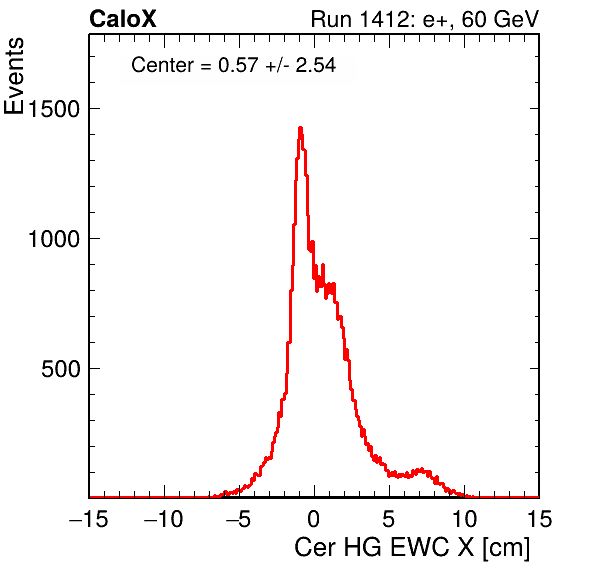 CaloX Run 1412: e+, 60 GeV
Center = 0.57 +/- 2.54
Events
1500
1000
500
−15 −10 −5 0 5 10 15
Cer HG EWC X [cm]